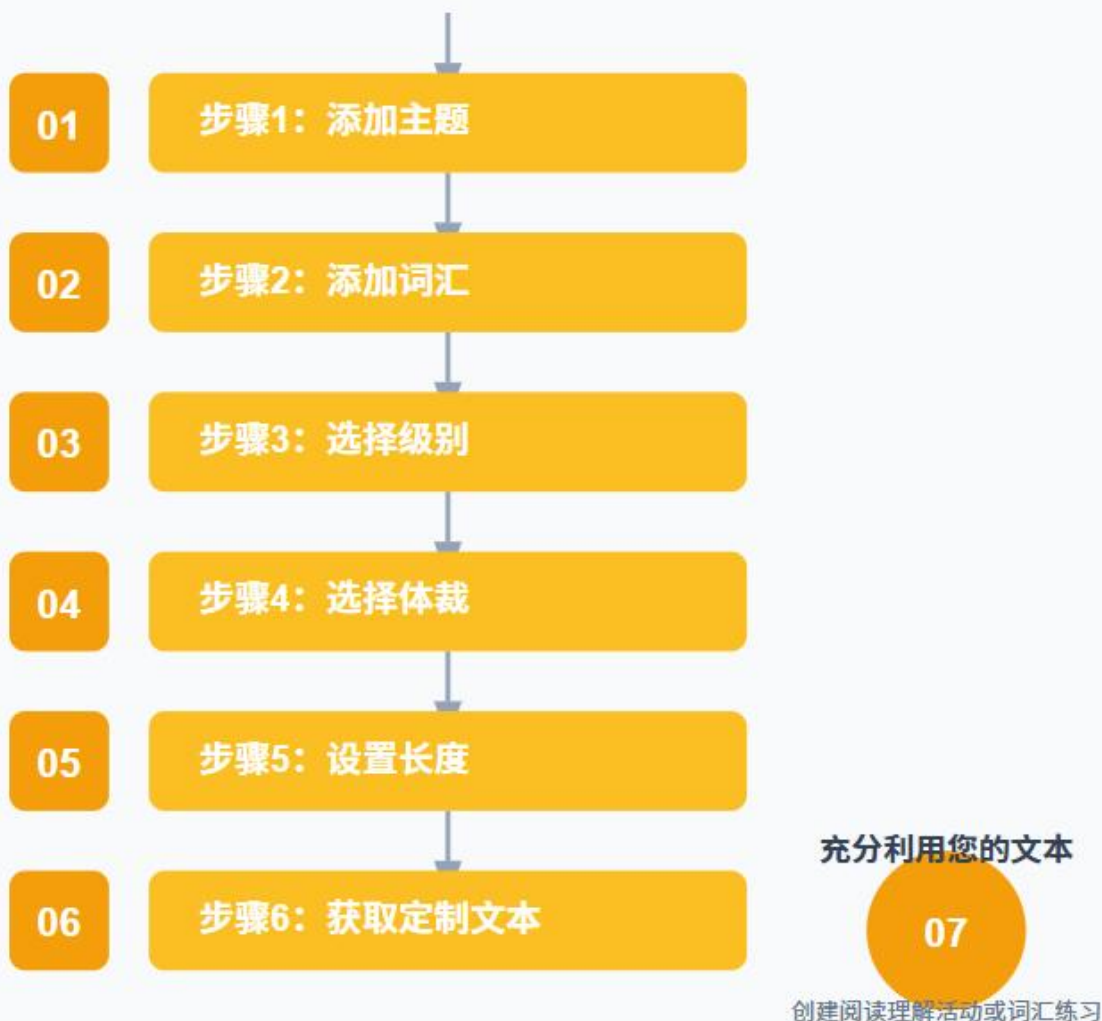 01
步骤1：添加主题
02
步骤2：添加词汇
03
步骤3：选择级别
04
步骤4：选择体裁
05
步骤5：设置长度
06
步骤6：获取定制文本
充分利用您的文本
07
创建阅读理解活动或词汇练习